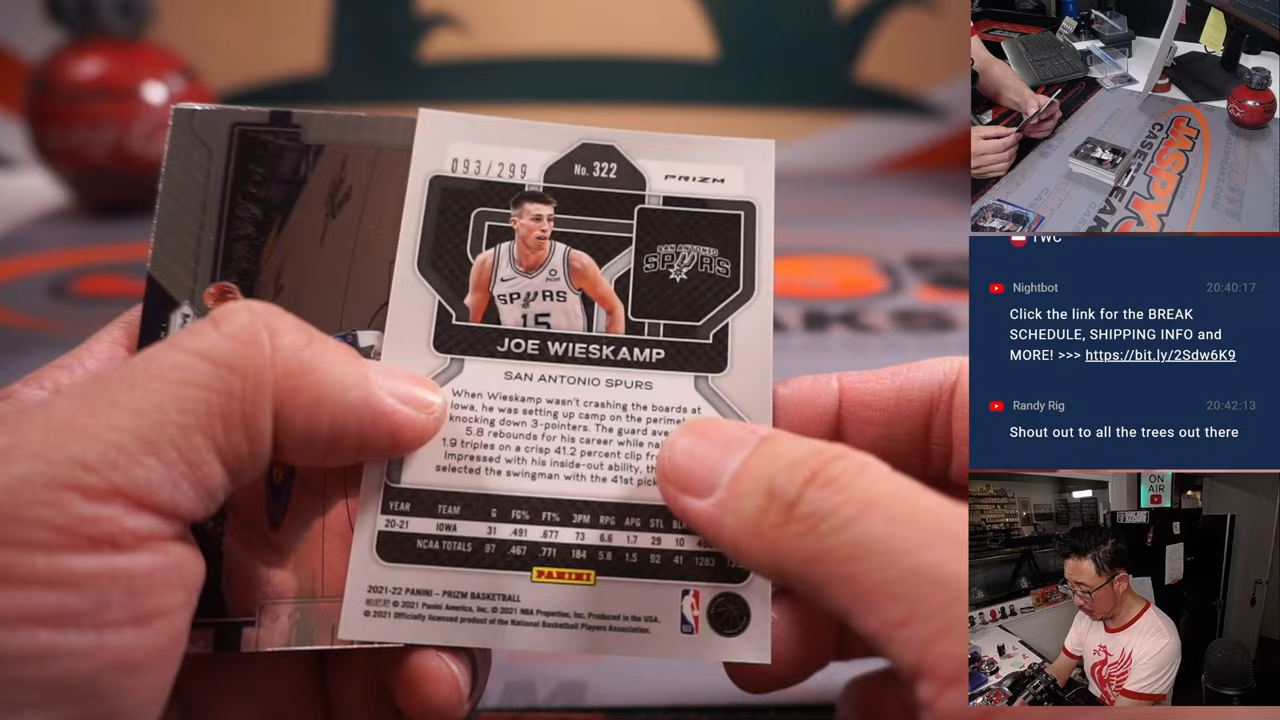 093/299
No. 322
PRIZM
SAN ANTONIO
SPURS
SPURS
15
JOE WIESKAMP
SAN ANTONIO SPURS
When Wieskamp wasn't crashing the boards at
Iowa, he was setting up camp on the
knocking down 3-pointers. The guard
5.8 rebounds for his career while
1.9 triples on a crisp 41.2 percent clip
Impressed with his inside-out ability,
selected the swingman with the 41st pick
YEAR TEAM G FG% FT% 3PM RPG APG STL
20-21 IOWA 31 .491 .677 73 6.6 1.7 29 10
NCAA TOTALS 97 .467 .771 184 5.8 1.5 92 41 1283
PANINI
2021-22 PANINI – PRIZM BASKETBALL
© 2021 Panini America, Inc. © 2021 NBA Properties, Inc. Produced in the USA.
© 2021 Officially licensed product of the National Basketball Players Association.
JASPY'S
CASE BREAKS
TWC
Nightbot 20:40:17
Click the link for the BREAK
SCHEDULE, SHIPPING INFO and
MORE! >>> https://bit.ly/2Sdw6K9
Randy Rig 20:42:13
Shout out to all the trees out there
ON
AIR